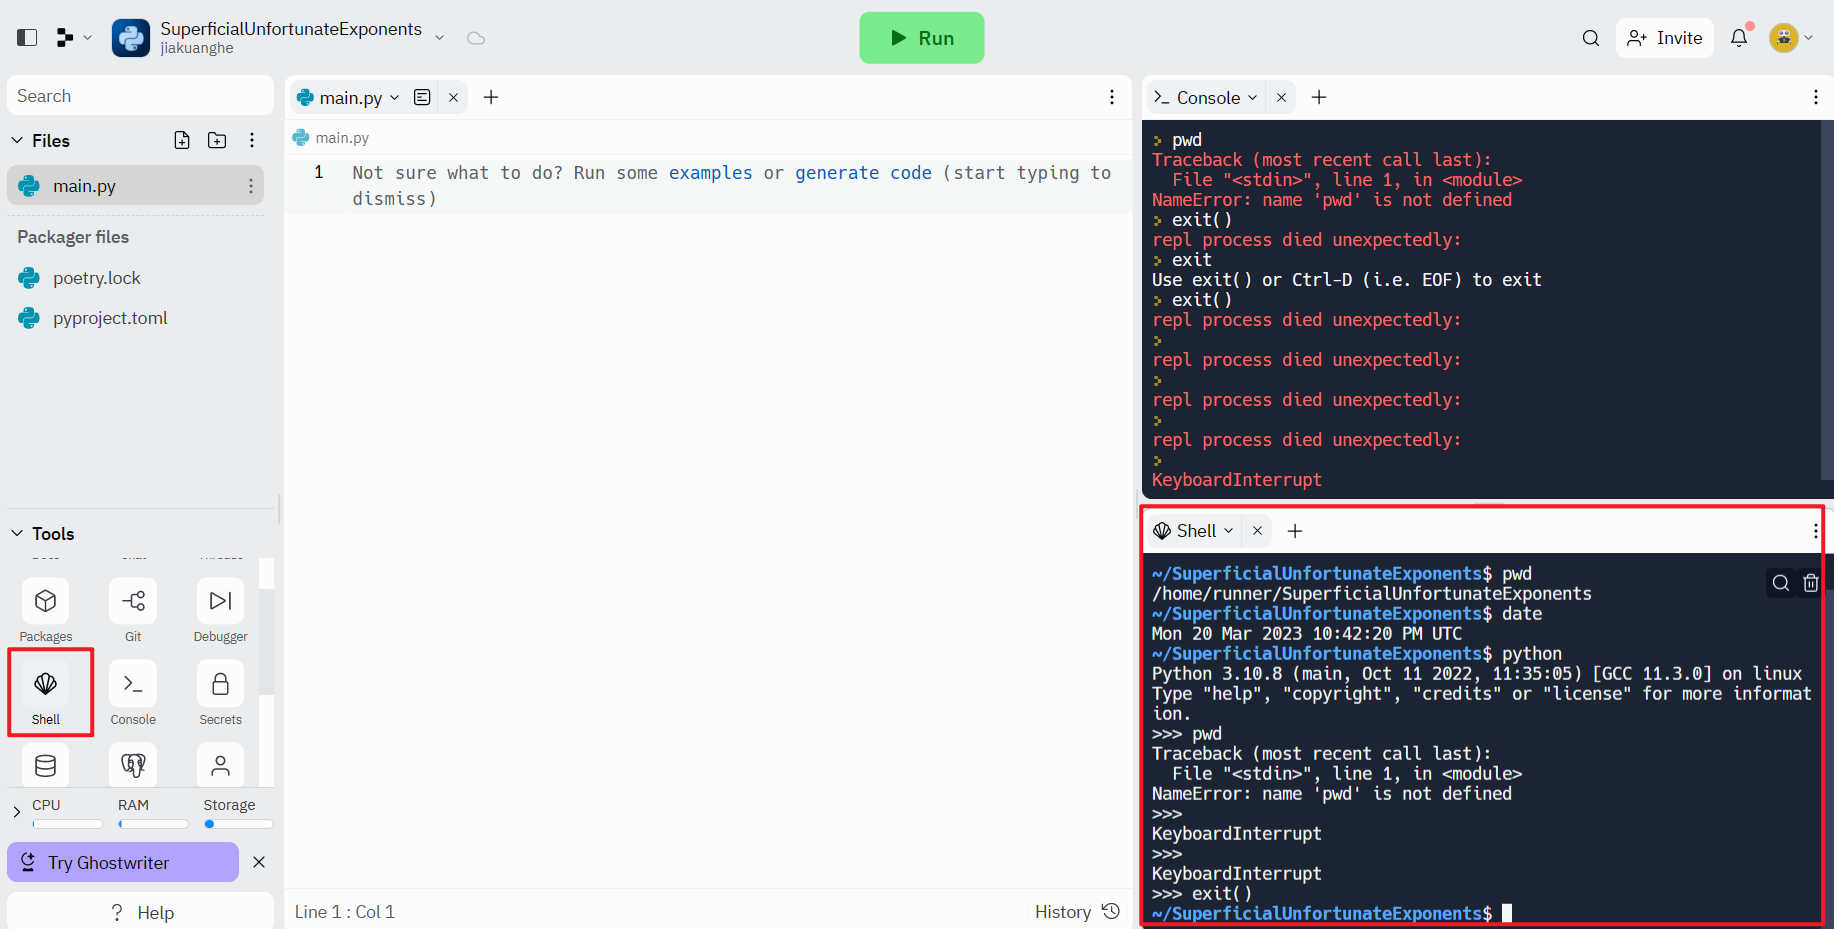 SuperficialUnfortunateExponents
jiakuanghe
Run
Invite
Search
Files
main.py
Packager files
poetry.lock
pyproject.toml
Tools
Packages
Git
Debugger
Shell
Console
Secrets
CPU
RAM
Storage
Try Ghostwriter
? Help
main.py
main.py
1 Not sure what to do? Run some examples or generate code (start typing to
dismiss)
Line 1 : Col 1
History
Console
pwd
Traceback (most recent call last):
File "<stdin>", line 1, in <module>
NameError: name 'pwd' is not defined
exit()
repl process died unexpectedly:
exit
Use exit() or Ctrl-D (i.e. EOF) to exit
exit()
repl process died unexpectedly:
repl process died unexpectedly:
repl process died unexpectedly:
repl process died unexpectedly:
KeyboardInterrupt
Shell
~/SuperficialUnfortunateExponents$ pwd
/home/runner/SuperficialUnfortunateExponents
~/SuperficialUnfortunateExponents$ date
Mon 20 Mar 2023 10:42:20 PM UTC
~/SuperficialUnfortunateExponents$ python
Python 3.10.8 (main, Oct 11 2022, 11:35:05) [GCC 11.3.0] on linux
Type "help", "copyright", "credits" or "license" for more informat
ion.
>>> pwd
Traceback (most recent call last):
File "<stdin>", line 1, in <module>
NameError: name 'pwd' is not defined
>>>
KeyboardInterrupt
>>>
KeyboardInterrupt
>>> exit()
~/SuperficialUnfortunateExponents$